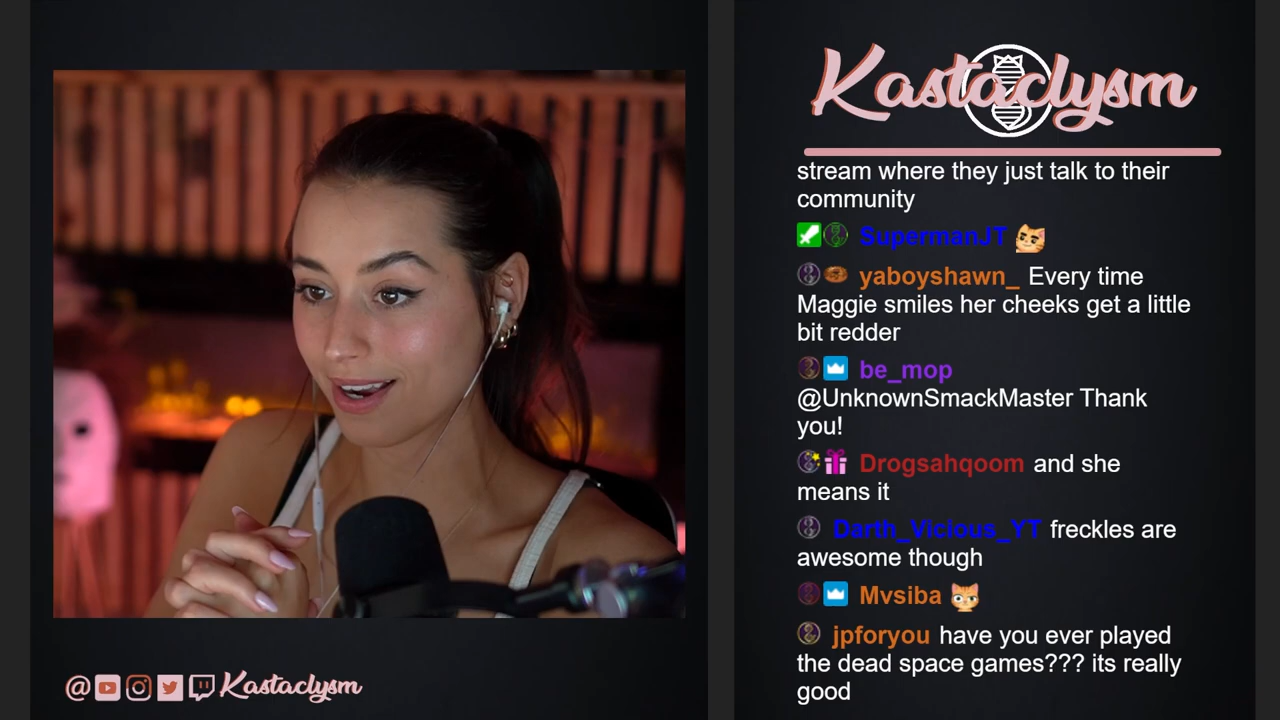 Kastaclysm
stream where they just talk to their
community
SupermanJT
yaboyshawn_ Every time
Maggie smiles her cheeks get a little
bit redder
be_mop
@UnknownSmackMaster Thank
you!
Drogsahqoom and she
means it
Darth_Vicious_YT freckles are
awesome though
Mvsiba
jpforyou have you ever played
the dead space games??? its really
good
@ Kastaclysm